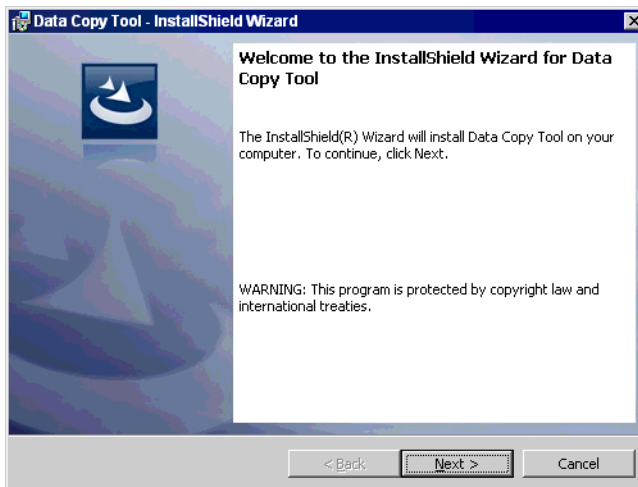 Data Copy Tool - InstallShield Wizard
Welcome to the InstallShield Wizard for Data
Copy Tool
The InstallShield(R) Wizard will install Data Copy Tool on your
computer. To continue, click Next.
WARNING: This program is protected by copyright law and
international treaties.
< Back Next > Cancel